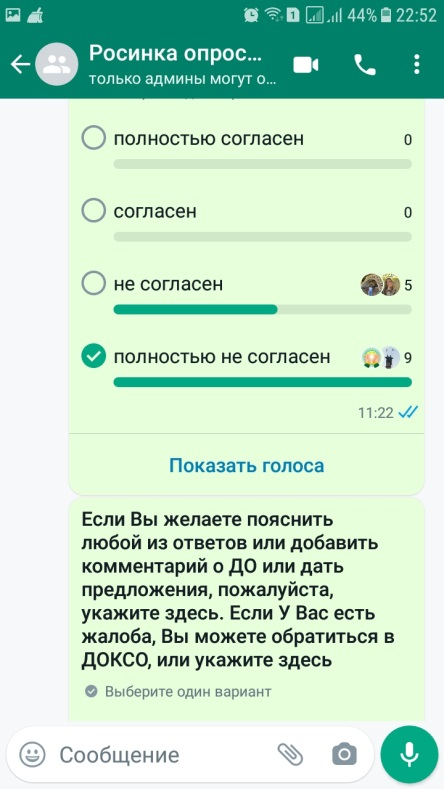 44% 22:52
Росинка опрос...
только админы могут о...
полностью согласен 0
согласен 0
не согласен 5
полностью не согласен 9
11:22
Показать голоса
Если Вы желаете пояснить
любой из ответов или добавить
комментарий о ДО или дать
предложения, пожалуйста,
укажите здесь. Если У Вас есть
жалоба, Вы можете обратиться в
ДОКСО, или укажите здесь
Выберите один вариант
Сообщение